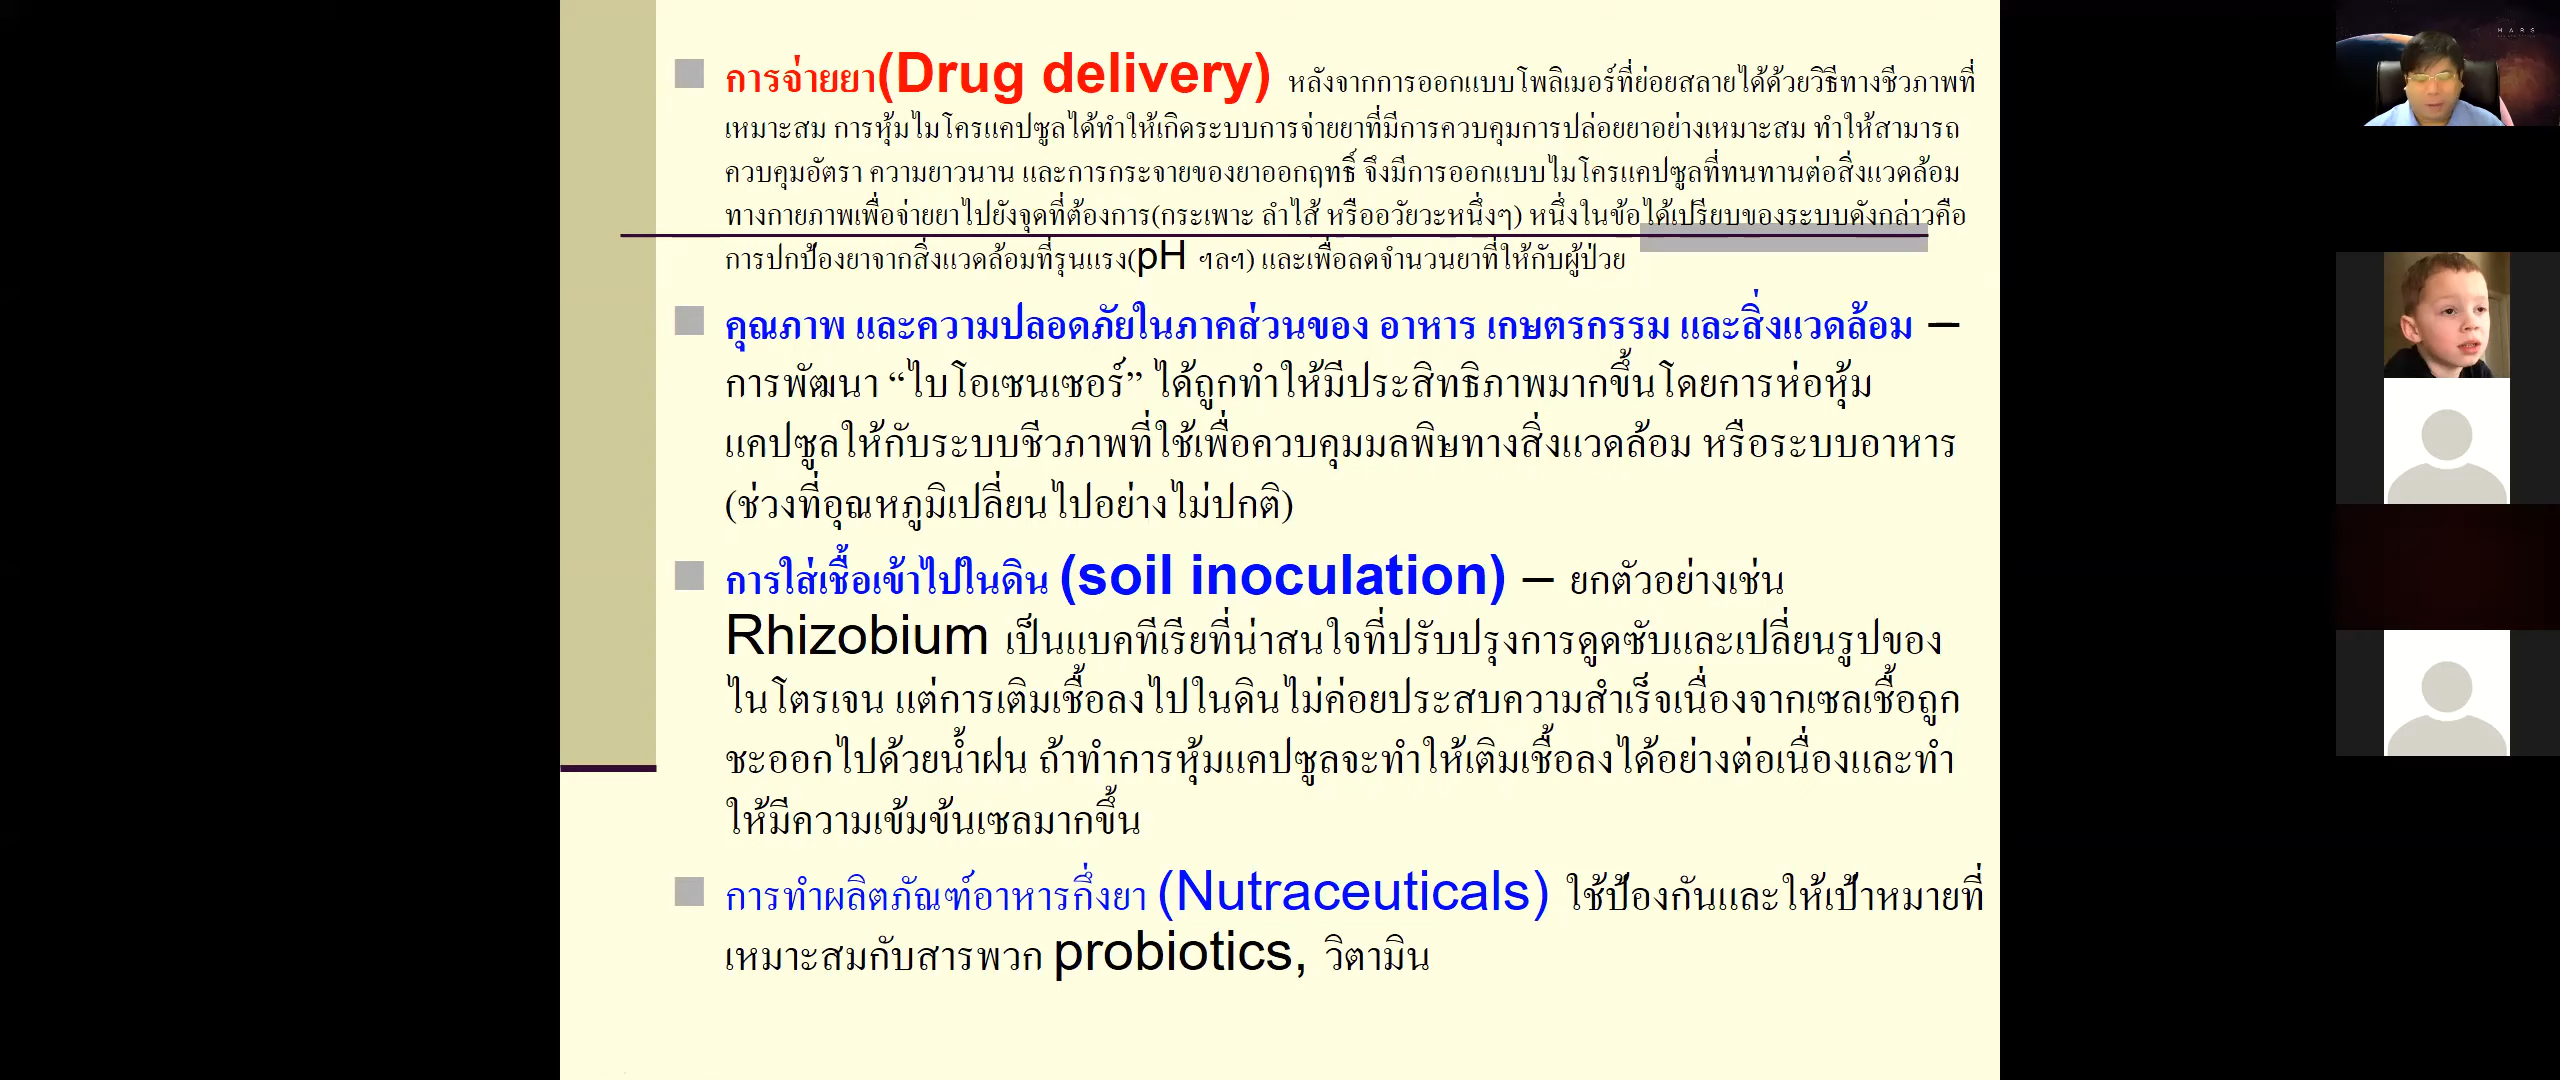 การจ่ายยา(Drug delivery) หลังจากการออกแบบโพลิเมอร์ที่ย่อยสลายได้ด้วยวิธีทางชีวภาพที่
เหมาะสม การหุ้มไมโครแคปซูลได้ทำให้เกิดระบบการจ่ายยาที่มีการควบคุมการปล่อยยาอย่างเหมาะสม ทำให้สามารถ
ควบคุมอัตรา ความยาวนาน และการกระจายของยาออกฤทธิ์ จึงมีการออกแบบไมโครแคปซูลที่ทนทานต่อสิ่งแวดล้อม
ทางกายภาพเพื่อจ่ายยาไปยังจุดที่ต้องการ(กระเพาะ ลำไส้ หรืออวัยวะหนึ่งๆ) หนึ่งในข้อได้เปรียบของระบบดังกล่าวคือ
การปกป้องยาจากสิ่งแวดล้อมที่รุนแรง(pH ฯลฯ) และเพื่อลดจำนวนยาที่ให้กับผู้ป่วย
คุณภาพ และความปลอดภัยในภาคส่วนของ อาหาร เกษตรกรรม และสิ่งแวดล้อม –
การพัฒนา “ไบโอเซนเซอร์” ได้ถูกทำให้มีประสิทธิภาพมากขึ้นโดยการห่อหุ้ม
แคปซูลให้กับระบบชีวภาพที่ใช้เพื่อควบคุมมลพิษทางสิ่งแวดล้อม หรือระบบอาหาร
(ช่วงที่อุณหภูมิเปลี่ยนไปอย่างไม่ปกติ)
การใส่เชื้อเข้าไปในดิน (soil inoculation) – ยกตัวอย่างเช่น
Rhizobium เป็นแบคทีเรียที่น่าสนใจที่ปรับปรุงการดูดซับและเปลี่ยนรูปของ
ไนโตรเจน แต่การเติมเชื้อลงไปในดินไม่ค่อยประสบความสำเร็จเนื่องจากเซลเชื้อถูก
ชะออกไปด้วยน้ำฝน ถ้าทำการหุ้มแคปซูลจะทำให้เติมเชื้อลงได้อย่างต่อเนื่องและทำ
ให้มีความเข้มข้นเซลมากขึ้น
การทำผลิตภัณฑ์อาหารกึ่งยา (Nutraceuticals) ใช้ป้องกันและให้เป้าหมายที่
เหมาะสมกับสารพวก probiotics, วิตามิน
MARS